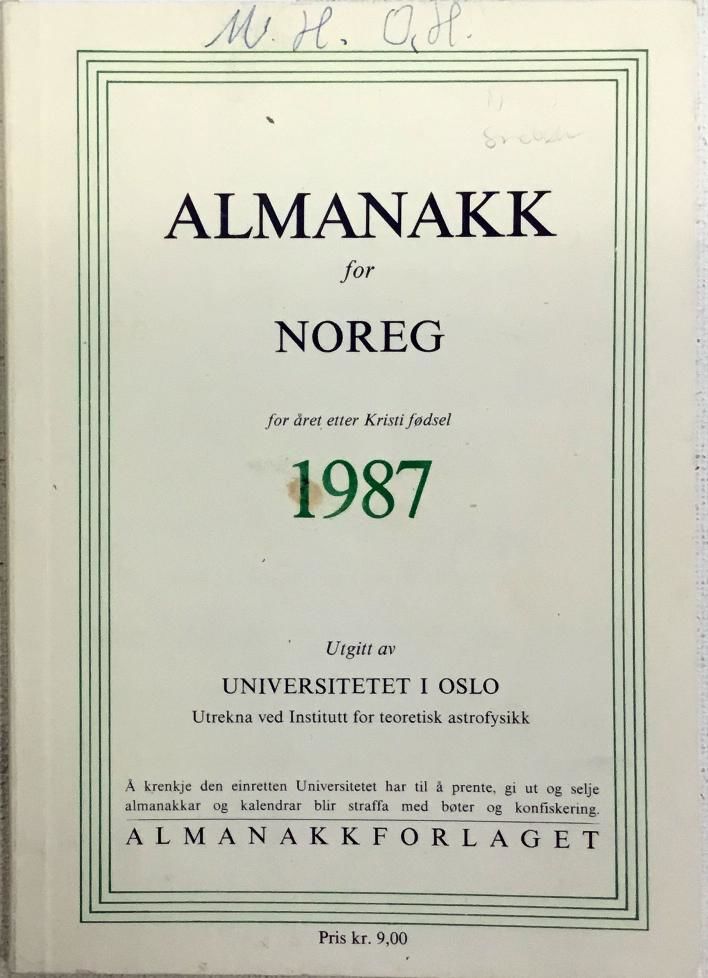 M. H. O.H.
ALMANAKK
for
NOREG
for året etter Kristi fødsel
1987
Utgitt av
UNIVERSITETET I OSLO
Utrekna ved Institutt for teoretisk astrofysikk
Å krenkje den einretten Universitetet har til å prente, gi ut og selje
almanakkar og kalendrar blir straffa med bøter og konfiskering.
ALMANAKKFORLAGET
Pris kr. 9,00